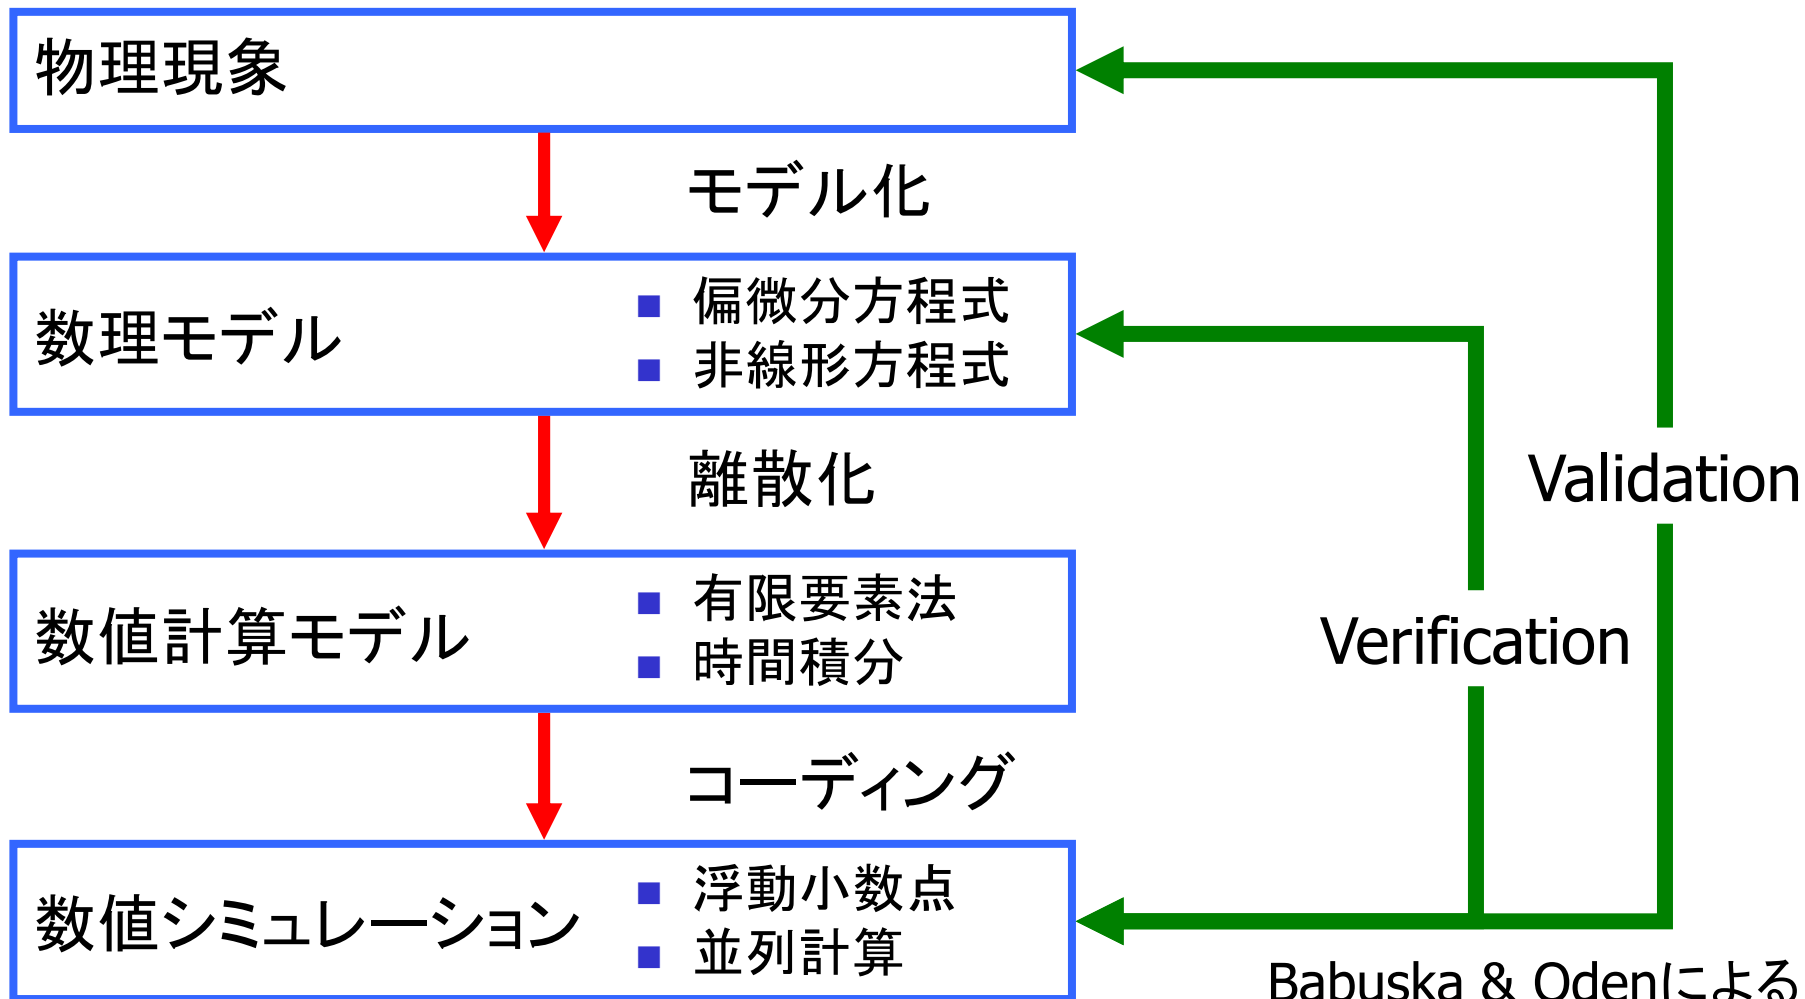 物理現象
モデル化
数理モデル
■ 偏微分方程式
■ 非線形方程式
離散化
Validation
数値計算モデル
■ 有限要素法
■ 時間積分
Verification
コーディング
数値シミュレーション
■ 浮動小数点
■ 並列計算
Babuska & Odenによる